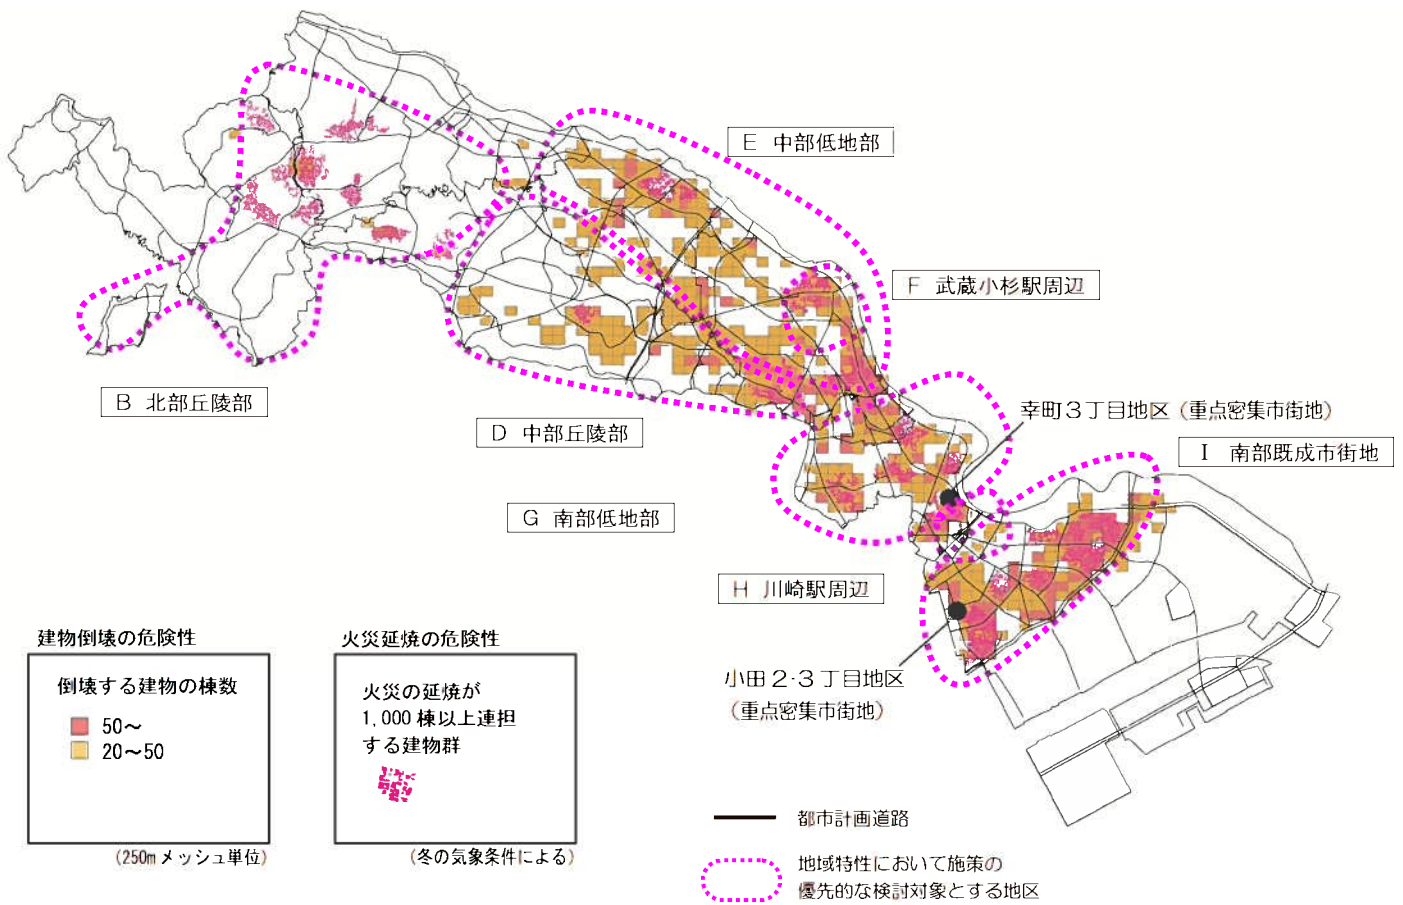 E 中部低地部
F 武蔵小杉駅周辺
B 北部丘陵部
D 中部丘陵部
幸町3丁目地区(重点密集市街地)
I 南部既成市街地
G 南部低地部
H 川崎駅周辺
小田2・3丁目地区
(重点密集市街地)
建物倒壊の危険性
倒壊する建物の棟数
50～
20～50
(250mメッシュ単位)
火災延焼の危険性
火災の延焼が
1,000棟以上連担
する建物群
(冬の気象条件による)
都市計画道路
地域特性において施策の
優先的な検討対象とする地区